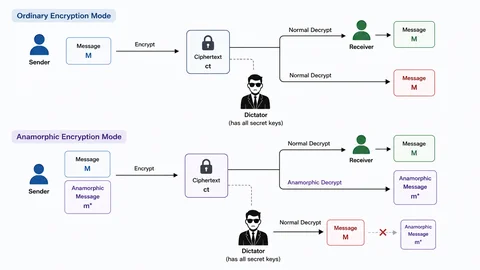 Ordinary Encryption Mode
Sender
Message
M
Encrypt
Ciphertext
ct
Normal Decrypt
Receiver
Message
M
Normal Decrypt
Message
M
Dictator
(has all secret keys)
Anamorphic Encryption Mode
Sender
Message
M
Anamorphic
Message
m*
Encrypt
Ciphertext
ct
Normal Decrypt
Receiver
Message
M
Anamorphic Decrypt
Anamorphic
Message
m*
Dictator
(has all secret keys)
Normal Decrypt
Message
M
Anamorphic
Message
m*